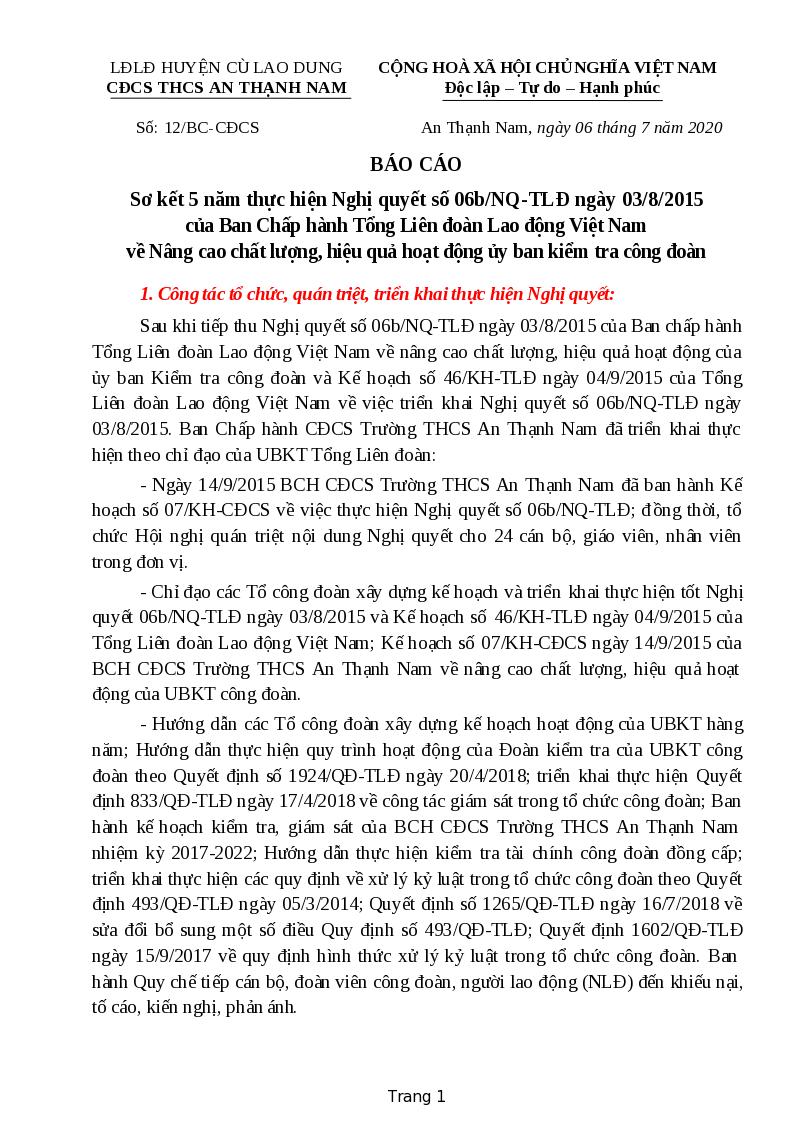 LĐLĐ HUYỆN CÙ LAO DUNG
CĐCS THCS AN THẠNH NAM
CỘNG HOÀ XÃ HỘI CHỦ NGHĨA VIỆT NAM
Độc lập – Tự do – Hạnh phúc
Số: 12/BC-CĐCS
An Thạnh Nam, ngày 06 tháng 7 năm 2020
BÁO CÁO
Sơ kết 5 năm thực hiện Nghị quyết số 06b/NQ-TLĐ ngày 03/8/2015
của Ban Chấp hành Tổng Liên đoàn Lao động Việt Nam
về Nâng cao chất lượng, hiệu quả hoạt động ủy ban kiểm tra công đoàn
1. Công tác tổ chức, quán triệt, triển khai thực hiện Nghị quyết:
Sau khi tiếp thu Nghị quyết số 06b/NQ-TLĐ ngày 03/8/2015 của Ban chấp hành
Tổng Liên đoàn Lao động Việt Nam về nâng cao chất lượng, hiệu quả hoạt động của
ủy ban Kiểm tra công đoàn và Kế hoạch số 46/KH-TLĐ ngày 04/9/2015 của Tổng
Liên đoàn Lao động Việt Nam về việc triển khai Nghị quyết số 06b/NQ-TLĐ ngày
03/8/2015. Ban Chấp hành CĐCS Trường THCS An Thạnh Nam đã triển khai thực
hiện theo chỉ đạo của UBKT Tổng Liên đoàn:
- Ngày 14/9/2015 BCH CĐCS Trường THCS An Thạnh Nam đã ban hành Kế
hoạch số 07/KH-CĐCS về việc thực hiện Nghị quyết số 06b/NQ-TLĐ; đồng thời, tổ
chức Hội nghị quán triệt nội dung Nghị quyết cho 24 cán bộ, giáo viên, nhân viên
trong đơn vị.
- Chỉ đạo các Tổ công đoàn xây dựng kế hoạch và triển khai thực hiện tốt Nghị
quyết 06b/NQ-TLĐ ngày 03/8/2015 và Kế hoạch số 46/KH-TLĐ ngày 04/9/2015 của
Tổng Liên đoàn Lao động Việt Nam; Kế hoạch số 07/KH-CĐCS ngày 14/9/2015 của
BCH CĐCS Trường THCS An Thạnh Nam về nâng cao chất lượng, hiệu quả hoạt
động của UBKT công đoàn.
- Hướng dẫn các Tổ công đoàn xây dựng kế hoạch hoạt động của UBKT hàng
năm; Hướng dẫn thực hiện quy trình hoạt động của Đoàn kiểm tra của UBKT công
đoàn theo Quyết định số 1924/QĐ-TLĐ ngày 20/4/2018; triển khai thực hiện Quyết
định 833/QĐ-TLĐ ngày 17/4/2018 về công tác giám sát trong tổ chức công đoàn; Ban
hành kế hoạch kiểm tra, giám sát của BCH CĐCS Trường THCS An Thạnh Nam
nhiệm kỳ 2017-2022; Hướng dẫn thực hiện kiểm tra tài chính công đoàn đồng cấp;
triển khai thực hiện các quy định về xử lý kỷ luật trong tổ chức công đoàn theo Quyết
định 493/QĐ-TLĐ ngày 05/3/2014; Quyết định số 1265/QĐ-TLĐ ngày 16/7/2018 về
sửa đổi bổ sung một số điều Quy định số 493/QĐ-TLĐ; Quyết định 1602/QĐ-TLĐ
ngày 15/9/2017 về quy định hình thức xử lý kỷ luật trong tổ chức công đoàn. Ban
hành Quy chế tiếp cán bộ, đoàn viên công đoàn, người lao động (NLĐ) đến khiếu nại,
tố cáo, kiến nghị, phản ánh.
Trang 1